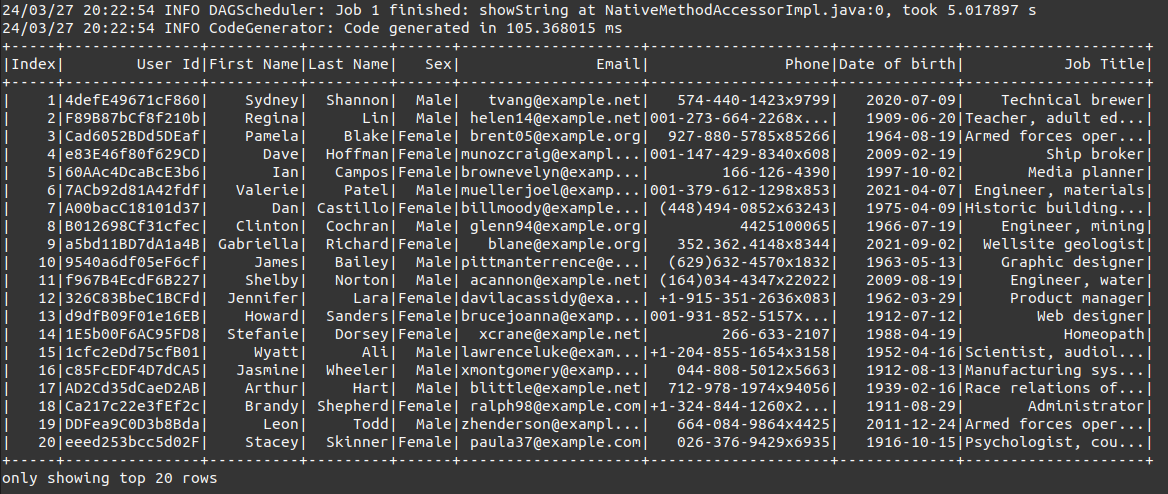 24/03/27 20:22:54 INFO DAGScheduler: Job 1 finished: showString at NativeMethodAccessorImpl.java:0, took 5.017897 s
24/03/27 20:22:54 INFO CodeGenerator: Code generated in 105.368015 ms
+-----+---------------+----------+---------+------+--------------------+--------------------+-------------+--------------------+
|Index|        User Id|First Name|Last Name|   Sex|               Email|               Phone|Date of birth|           Job Title|
+-----+---------------+----------+---------+------+--------------------+--------------------+-------------+--------------------+
|    1|4defE49671cF860|    Sydney|  Shannon|  Male|   tvang@example.net|   574-440-1423x9799|   2020-07-09|    Technical brewer|
|    2|F89B87bCf8f210b|    Regina|      Lin|  Male| helen14@example.net|001-273-664-2268x...|   1909-06-20|Teacher, adult ed...|
|    3|Cad6052BDd5DEaf|    Pamela|    Blake|Female| brent05@example.org|  927-880-5785x85266|   1964-08-19|Armed forces oper...|
|    4|e83E46f80f629CD|      Dave|  Hoffman|Female|munozcraig@exampl...|001-147-429-8340x608|   2009-02-19|         Ship broker|
|    5|60AAc4DcaBcE3b6|       Ian|   Campos|Female|brownevelyn@examp...|        166-126-4390|   1997-10-02|       Media planner|
|    6|7ACb92d81A42fdf|   Valerie|    Patel|  Male|muellerjoel@examp...|001-379-612-1298x853|   2021-04-07| Engineer, materials|
|    7|A00bacC18101d37|       Dan| Castillo|Female|billmoody@example...| (448)494-0852x63243|   1975-04-09|Historic building...|
|    8|B012698Cf31cfec|   Clinton|  Cochran|  Male| glenn94@example.org|          4425100065|   1966-07-19|    Engineer, mining|
|    9|a5bd11BD7dA1a4B| Gabriella|  Richard|Female|   blane@example.org|  352.362.4148x8344|   2021-09-02|  Wellsite geologist|
|   10|9540a6df05eF6cf|     James|   Bailey|  Male|pittmanterrence@e...|  (629)632-4570x1832|   1963-05-13|    Graphic designer|
|   11|f967B4EcdF6B227|    Shelby|   Norton|  Male| acannon@example.net| (164)034-4347x22022|   2009-08-19|     Engineer, water|
|   12|326C83BbeC1BCFd|  Jennifer|     Lara|Female|davilacassidy@exa...|+1-915-351-2636x083|   1962-03-29|     Product manager|
|   13|d9dfB09F01e16EB|    Howard|  Sanders|Female|brucejoanna@examp...|001-931-852-5157x...|   1912-07-12|        Web designer|
|   14|1E5b00F6AC95FD8|  Stefanie|   Dorsey|Female|  xcrane@example.net|        266-633-2107|   1988-04-19|           Homeopath|
|   15|1cfc2eDd75cfB01|     Wyatt|      Ali|  Male|lawrenceluke@exam...|+1-204-855-1654x3158|   1952-04-16|Scientist, audiol...|
|   16|c85FcEDF4D7dCA5|   Jasmine|  Wheeler|  Male|xmontgomery@examp...|   044-808-5012x5663|   1912-08-13|Manufacturing sys...|
|   17|AD2Cd35dCaeD2AB|    Arthur|     Hart|  Male| blittle@example.net|  712-978-1974x94056|   1939-02-16|Race relations of...|
|   18|Ca217c22e3fEf2c|    Brandy| Shepherd|Female| ralph98@example.com|+1-324-844-1260x2...|   1911-08-29|       Administrator|
|   19|DDFea9C0D3b8Bda|      Leon|     Todd|  Male|zhenderson@exampl...|   664-084-9864x4425|   2011-12-24|Armed forces oper...|
|   20|eeed253bcc5d02F|    Stacey|  Skinner|Female| paula37@example.com|   026-376-9429x6935|   1916-10-15|Psychologist, cou...|
+-----+---------------+----------+---------+------+--------------------+--------------------+-------------+--------------------+
only showing top 20 rows